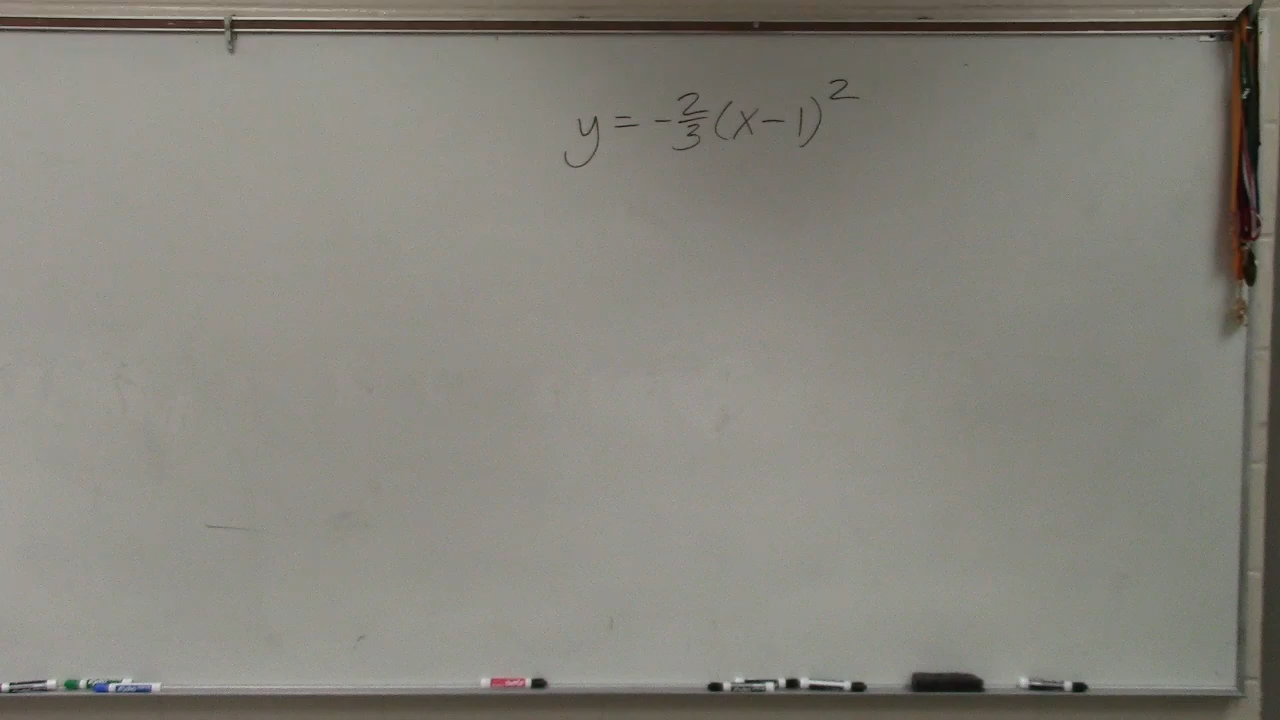 y = -2/3(x-1)^2